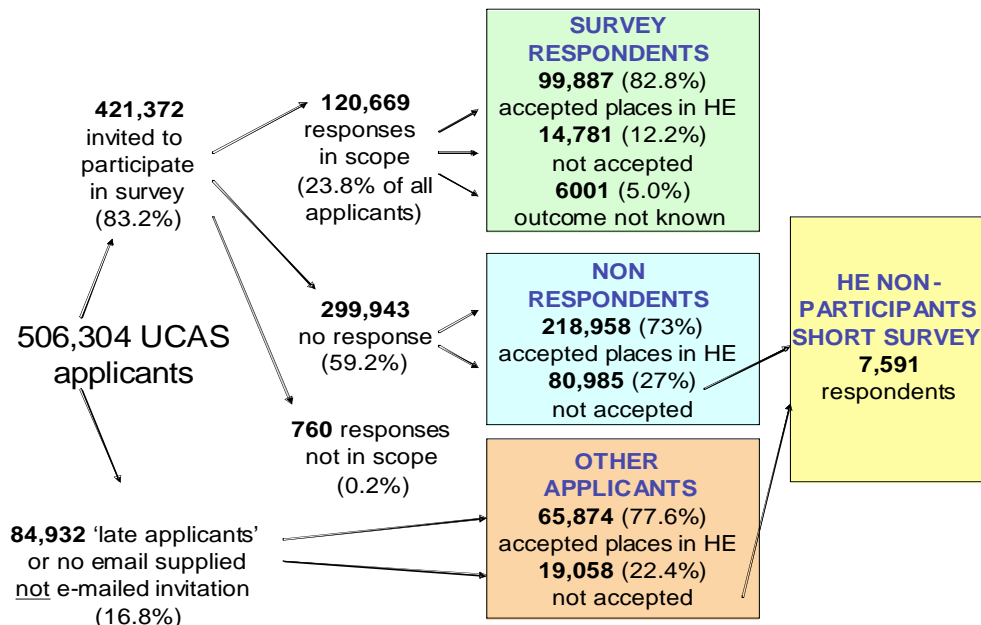 506,304 UCAS
applicants
421,372
invited to
participate
in survey
(83.2%)
84,932 ‘late applicants’
or no email supplied
not e-mailed invitation
(16.8%)
120,669
responses
in scope
(23.8% of all
applicants)
299,943
no response
(59.2%)
760 responses
not in scope
(0.2%)
SURVEY
RESPONDENTS
99,887 (82.8%)
accepted places in HE
14,781 (12.2%)
not accepted
6001 (5.0%)
outcome not known
NON
RESPONDENTS
218,958 (73%)
accepted places in HE
80,985 (27%)
not accepted
OTHER
APPLICANTS
65,874 (77.6%)
accepted places in HE
19,058 (22.4%)
not accepted
HE NON-
PARTICIPANTS
SHORT SURVEY
7,591
respondents